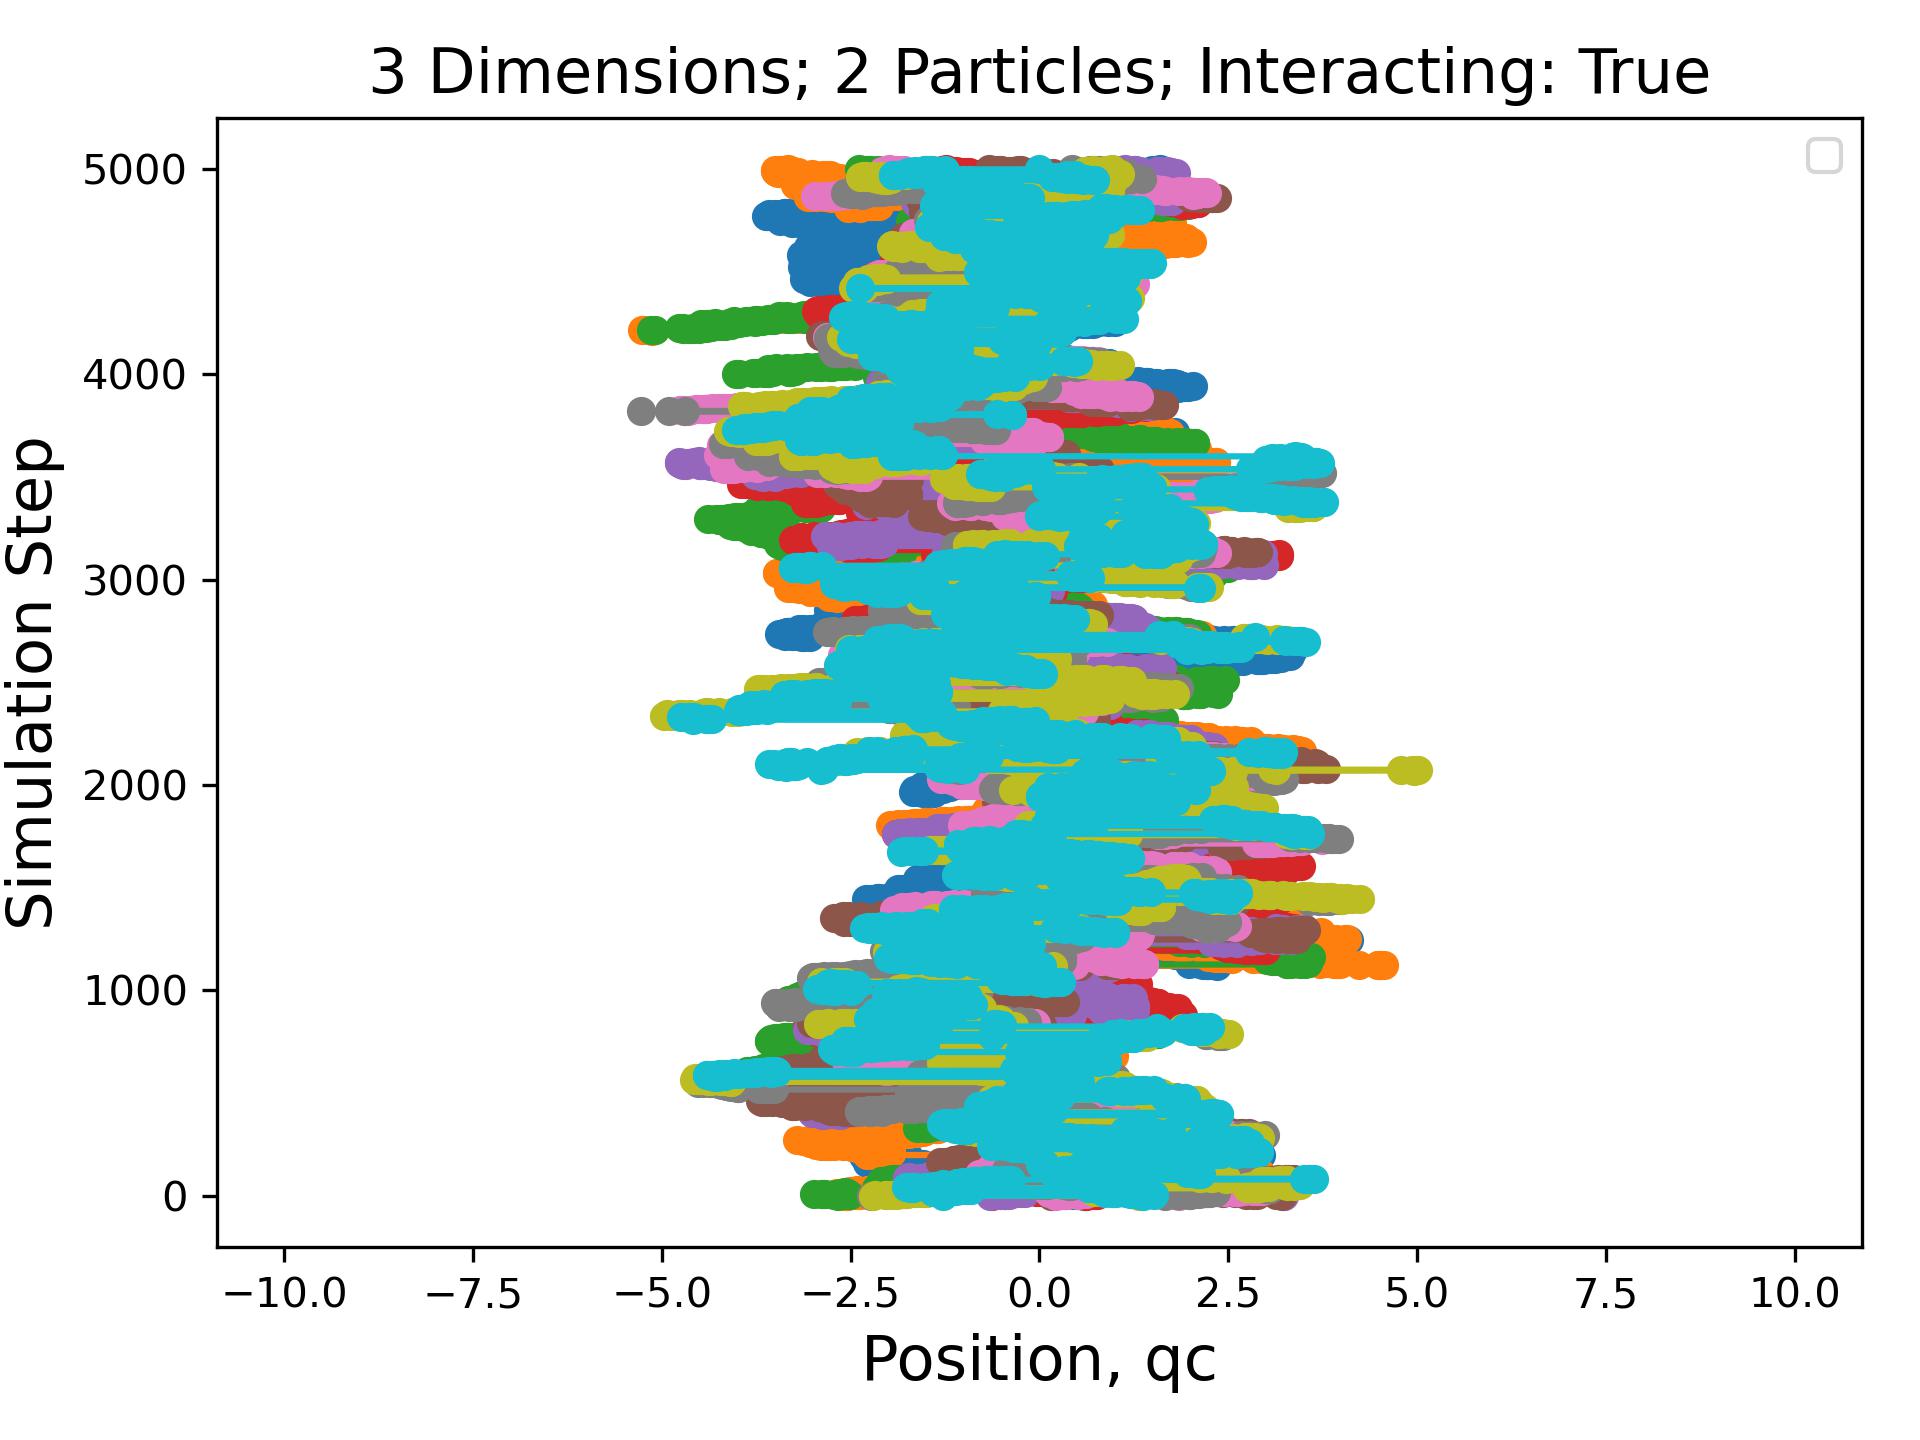 3 Dimensions; 2 Particles; Interacting: True
Simulation Step
5000
4000
3000
2000
1000
0
−10.0 −7.5 −5.0 −2.5 0.0 2.5 5.0 7.5 10.0
Position, qc